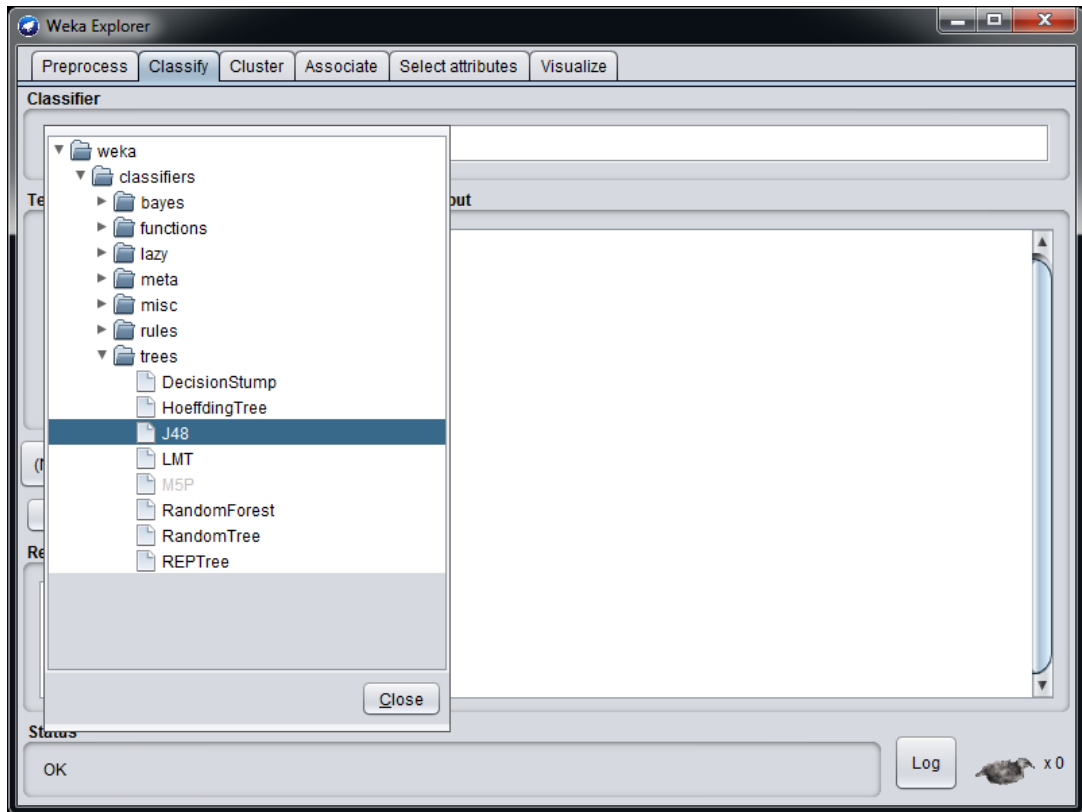 Weka Explorer
Preprocess Classify Cluster Associate Select attributes Visualize
Classifier
weka
classifiers
bayes
functions
lazy
meta
misc
rules
trees
DecisionStump
HoeffdingTree
J48
LMT
M5P
RandomForest
RandomTree
REPTree
Close
Status
OK
Log
x 0